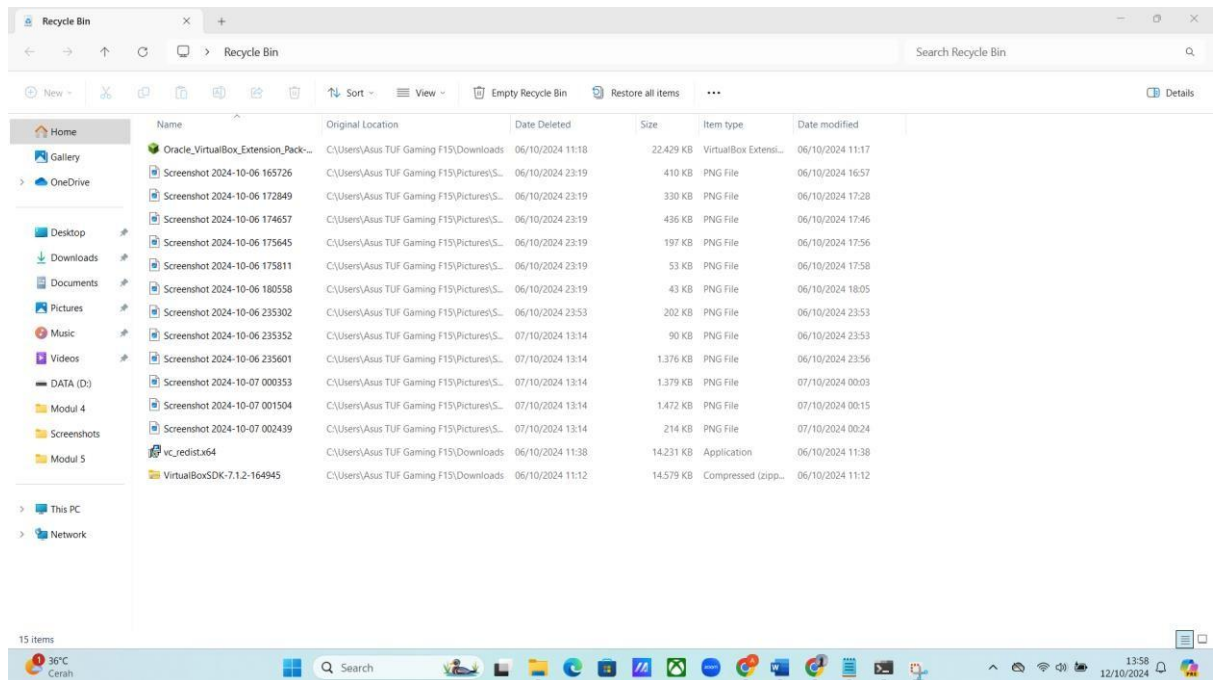 Recycle Bin
Recycle Bin
Search Recycle Bin
New
Sort
View
Empty Recycle Bin
Restore all items
Details
Name Original Location Date Deleted Size Item type Date modified
Oracle_VirtualBox_Extension_Pack-... C:\Users\Asus TUF Gaming F15\Downloads 06/10/2024 11:18 22.429 KB VirtualBox Extensi... 06/10/2024 11:17
Screenshot 2024-10-06 165726 C:\Users\Asus TUF Gaming F15\Pictures\S... 06/10/2024 23:19 410 KB PNG File 06/10/2024 16:57
Screenshot 2024-10-06 172849 C:\Users\Asus TUF Gaming F15\Pictures\S... 06/10/2024 23:19 330 KB PNG File 06/10/2024 17:28
Screenshot 2024-10-06 174657 C:\Users\Asus TUF Gaming F15\Pictures\S... 06/10/2024 23:19 436 KB PNG File 06/10/2024 17:46
Screenshot 2024-10-06 175645 C:\Users\Asus TUF Gaming F15\Pictures\S... 06/10/2024 23:19 197 KB PNG File 06/10/2024 17:56
Screenshot 2024-10-06 175811 C:\Users\Asus TUF Gaming F15\Pictures\S... 06/10/2024 23:19 53 KB PNG File 06/10/2024 17:58
Screenshot 2024-10-06 180558 C:\Users\Asus TUF Gaming F15\Pictures\S... 06/10/2024 23:19 43 KB PNG File 06/10/2024 18:05
Screenshot 2024-10-06 235302 C:\Users\Asus TUF Gaming F15\Pictures\S... 06/10/2024 23:53 202 KB PNG File 06/10/2024 23:53
Screenshot 2024-10-06 235352 C:\Users\Asus TUF Gaming F15\Pictures\S... 07/10/2024 13:14 90 KB PNG File 06/10/2024 23:53
Screenshot 2024-10-06 235601 C:\Users\Asus TUF Gaming F15\Pictures\S... 07/10/2024 13:14 1.376 KB PNG File 06/10/2024 23:56
Screenshot 2024-10-07 000353 C:\Users\Asus TUF Gaming F15\Pictures\S... 07/10/2024 13:14 1.379 KB PNG File 07/10/2024 00:03
Screenshot 2024-10-07 001504 C:\Users\Asus TUF Gaming F15\Pictures\S... 07/10/2024 13:14 1.472 KB PNG File 07/10/2024 00:15
Screenshot 2024-10-07 002439 C:\Users\Asus TUF Gaming F15\Pictures\S... 07/10/2024 13:14 214 KB PNG File 07/10/2024 00:24
vc_redist.x64 C:\Users\Asus TUF Gaming F15\Downloads 06/10/2024 11:38 14.231 KB Application 06/10/2024 11:38
VirtualBoxSDK-7.1.2-164945 C:\Users\Asus TUF Gaming F15\Downloads 06/10/2024 11:12 14.579 KB Compressed (zipp... 06/10/2024 11:12
Home
Gallery
OneDrive
Desktop
Downloads
Documents
Pictures
Music
Videos
DATA (D:)
Modul 4
Screenshots
Modul 5
This PC
Network
15 items
1
36°C
Cerah
Search
zoom
13:58
12/10/2024
PRE